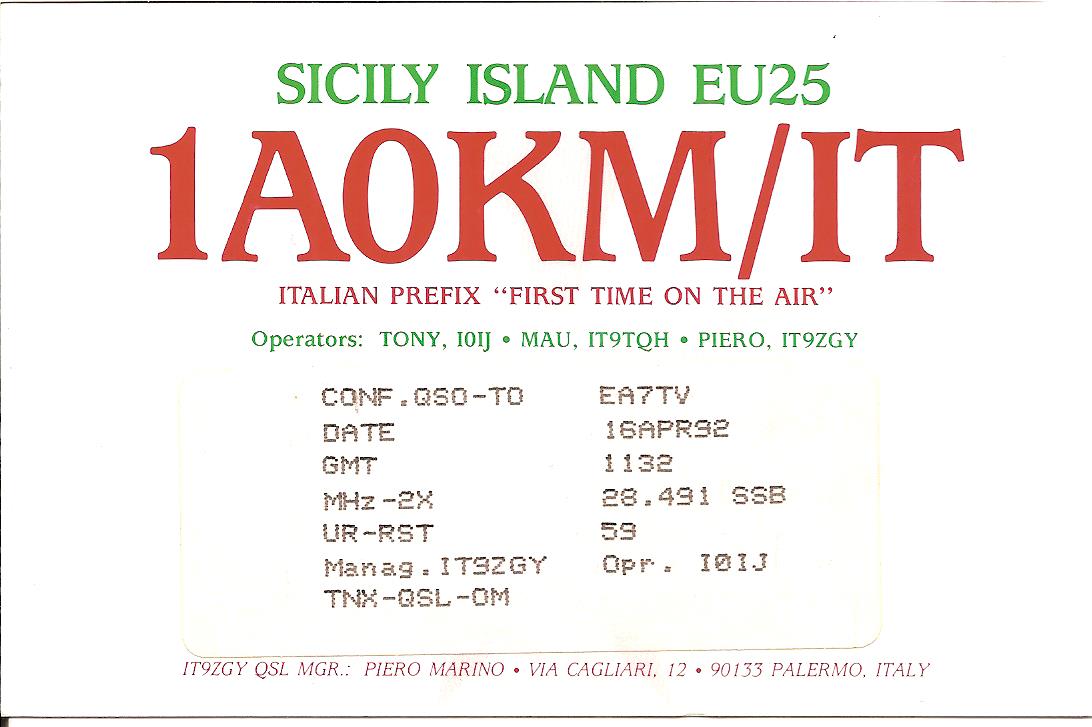 SICILY ISLAND EU25
1A0KM/IT
ITALIAN PREFIX “FIRST TIME ON THE AIR”
Operators: TONY, I0IJ • MAU, IT9TQH • PIERO, IT9ZGY
CONF.QSO-TO EA7TV
DATE 16APR92
GMT 1132
MHz-2X 28.491 SSB
UR-RST 59
Manag.IT9ZGY Opr. I0IJ
TNX-QSL-OM
IT9ZGY QSL MGR.: PIERO MARINO • VIA CAGLIARI, 12 • 90133 PALERMO, ITALY